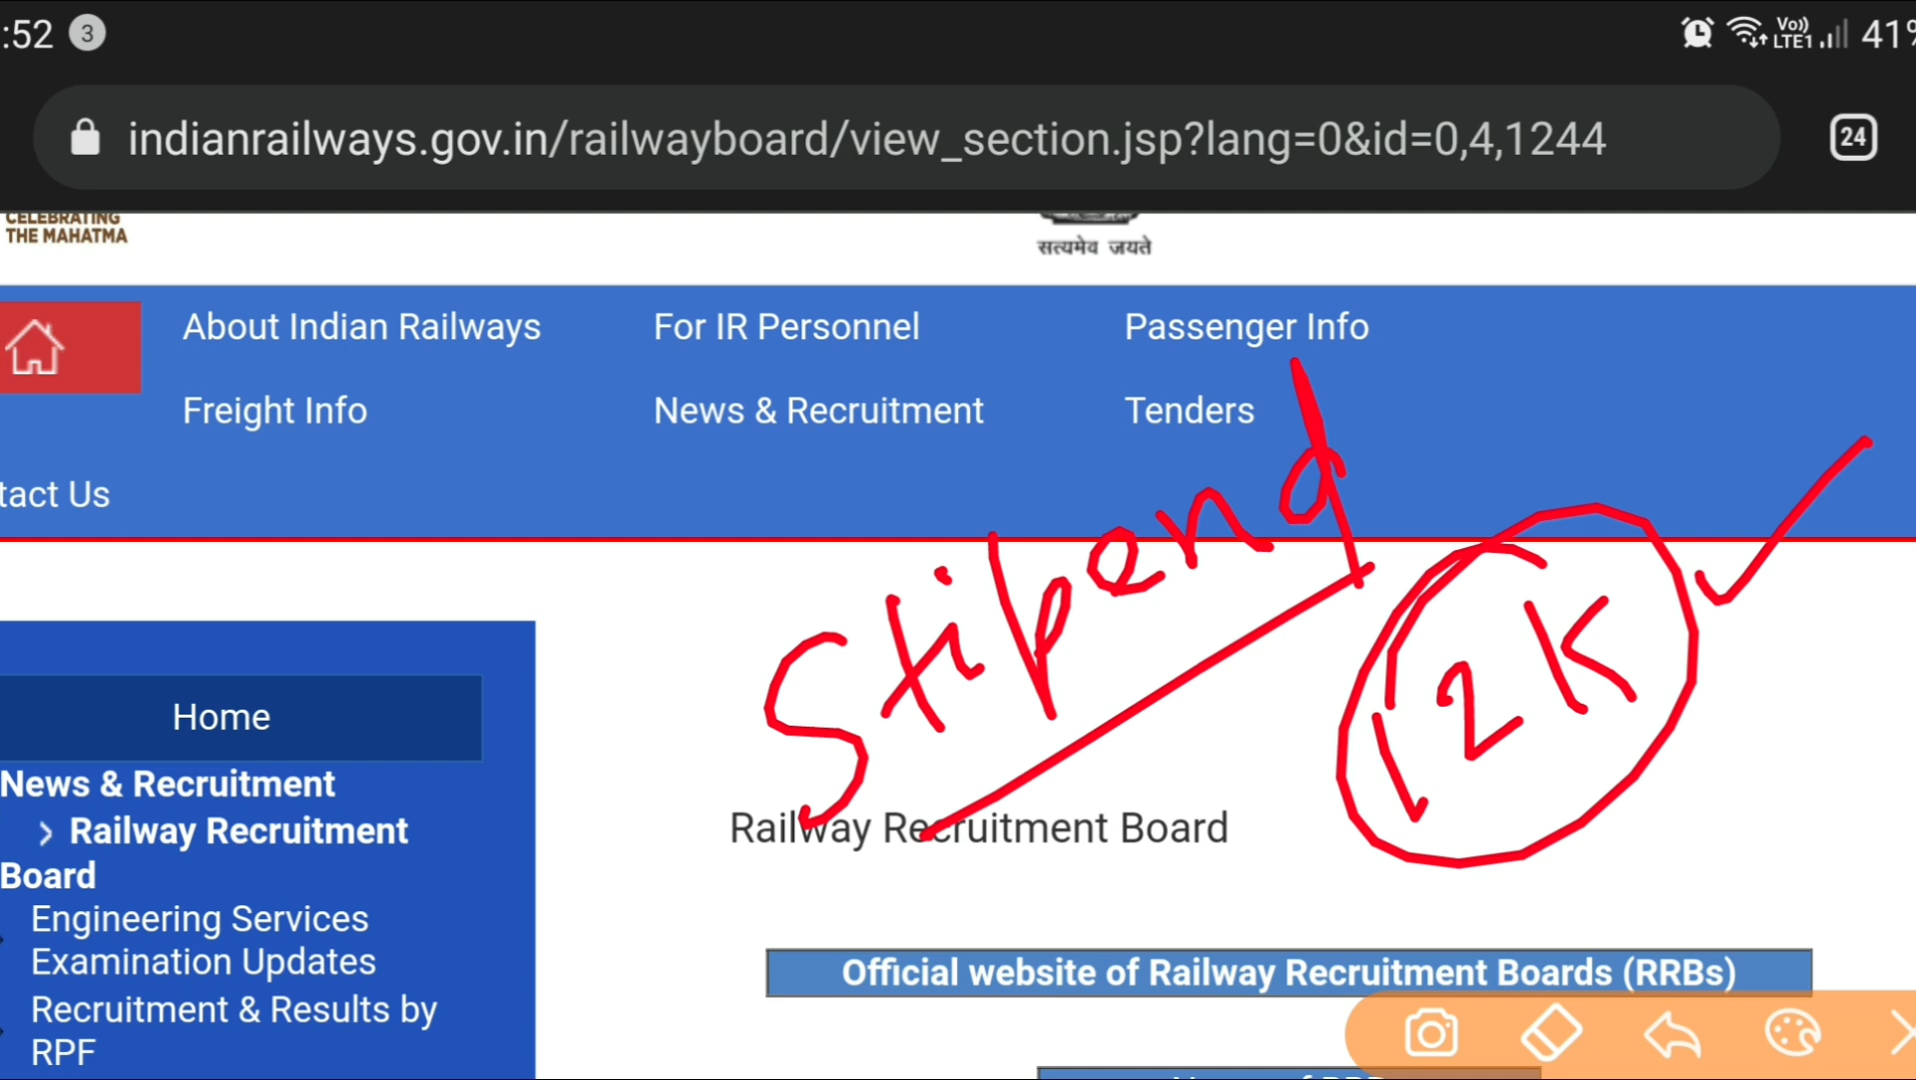 :52 3 Vo)) LTE1 41%
indianrailways.gov.in/railwayboard/view_section.jsp?lang=0&id=0,4,1244 24
CELEBRATING
THE MAHATMA
सत्यमेव जयते
About Indian Railways For IR Personnel Passenger Info
Freight Info News & Recruitment Tenders
tact Us
Stipend 12K
Home
News & Recruitment
Railway Recruitment
Board
Railway Recruitment Board
Engineering Services
Examination Updates
Recruitment & Results by
RPF
Official website of Railway Recruitment Boards (RRBs)